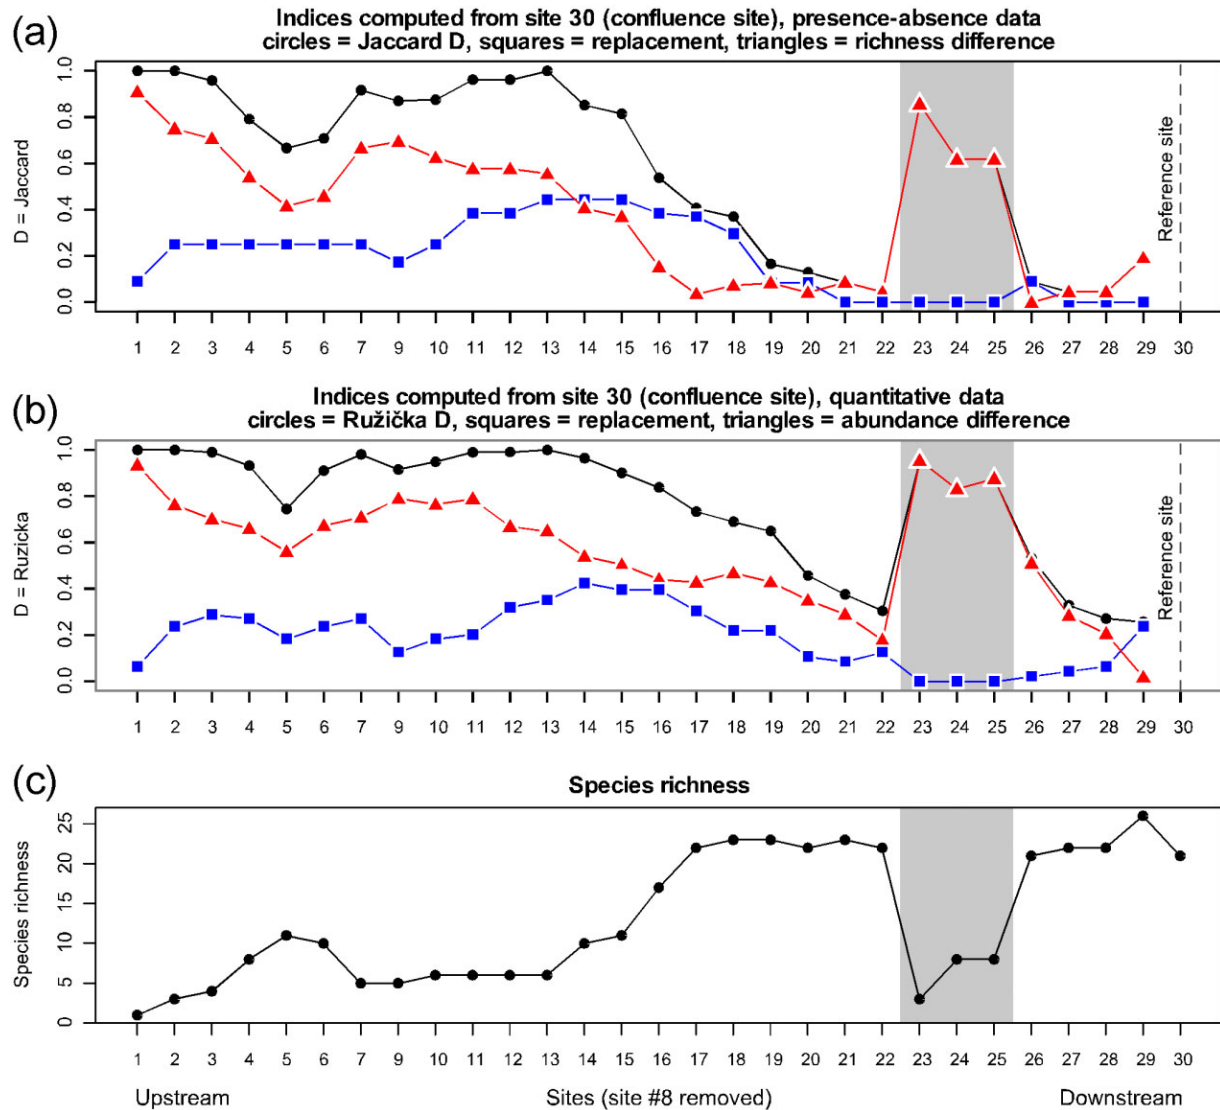 (a)
Indices computed from site 30 (confluence site), presence-absence data
circles = Jaccard D, squares = replacement, triangles = richness difference
D = Jaccard
0.0 0.2 0.4 0.6 0.8 1.0
Reference site
1 2 3 4 5 6 7 9 10 11 12 13 14 15 16 17 18 19 20 21 22 23 24 25 26 27 28 29 30
(b)
Indices computed from site 30 (confluence site), quantitative data
circles = Ružička D, squares = replacement, triangles = abundance difference
D = Ruzicka
0.0 0.2 0.4 0.6 0.8 1.0
Reference site
1 2 3 4 5 6 7 9 10 11 12 13 14 15 16 17 18 19 20 21 22 23 24 25 26 27 28 29 30
(c)
Species richness
Species richness
0 5 10 15 20 25
1 2 3 4 5 6 7 9 10 11 12 13 14 15 16 17 18 19 20 21 22 23 24 25 26 27 28 29 30
Upstream Sites (site #8 removed) Downstream